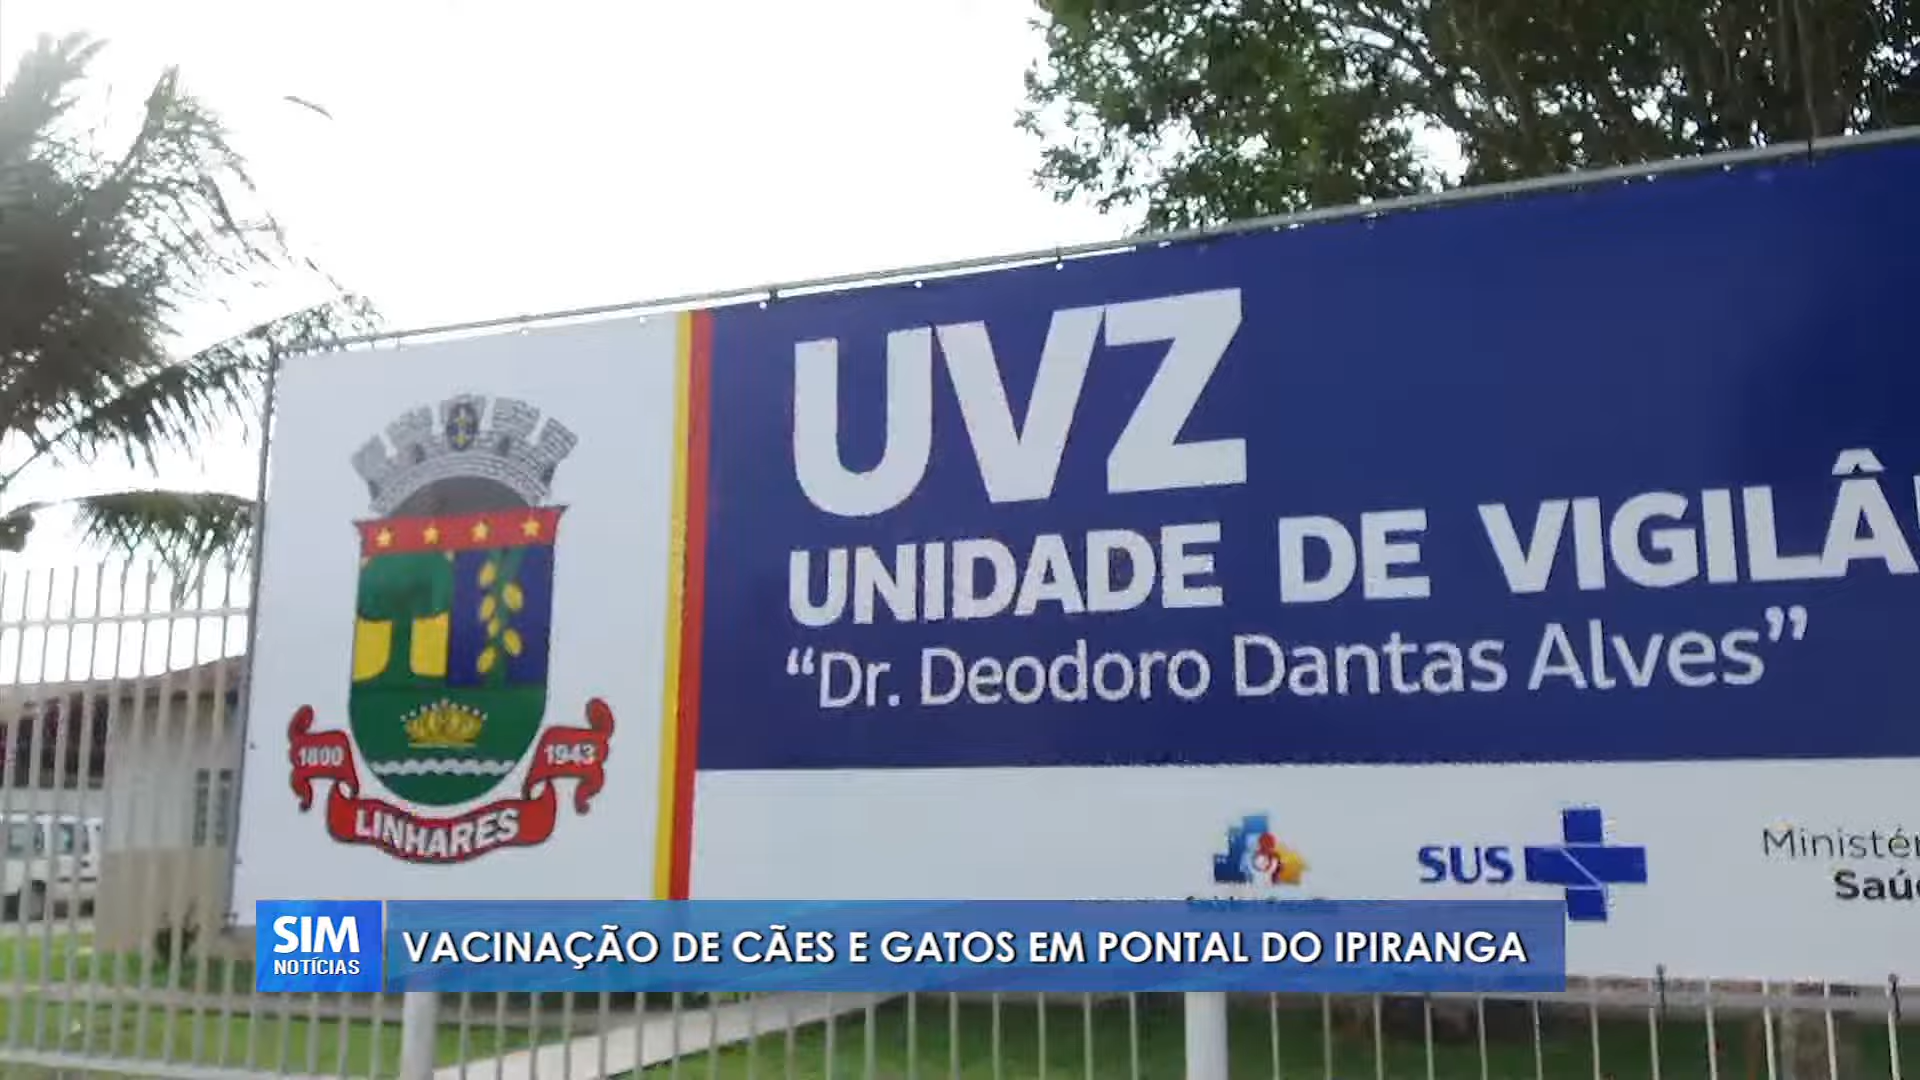 UVZ
UNIDADE DE VIGILÂ
“Dr. Deodoro Dantas Alves”
1800
1943
LINHARES
SUS
Ministér
Saú
SIM
NOTÍCIAS
VACINAÇÃO DE CÃES E GATOS EM PONTAL DO IPIRANGA